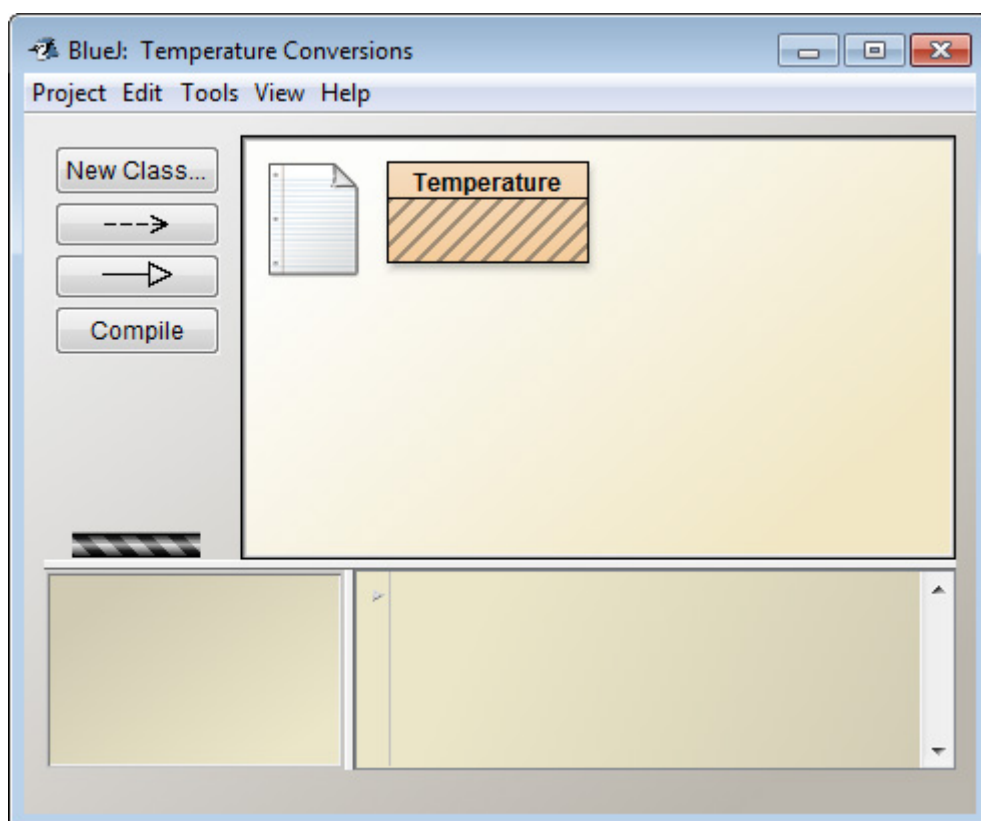 BlueJ: Temperature Conversions
Project Edit Tools View Help
New Class...
Temperature
Compile